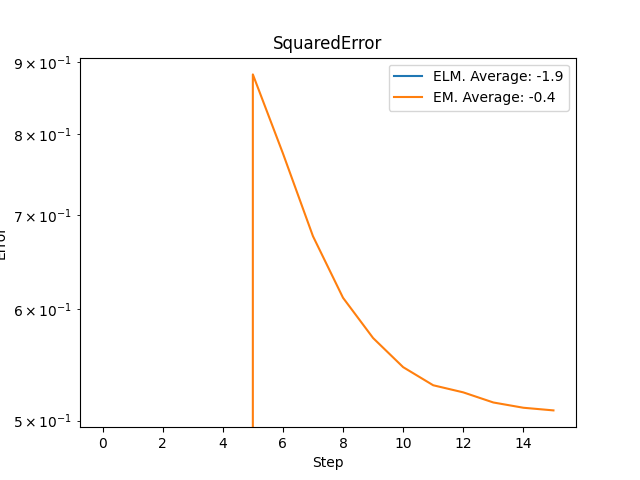 SquaredError
ELM. Average: -1.9
EM. Average: -0.4
9 × 10⁻¹
8 × 10⁻¹
7 × 10⁻¹
6 × 10⁻¹
5 × 10⁻¹
Error
0 2 4 6 8 10 12 14
Step